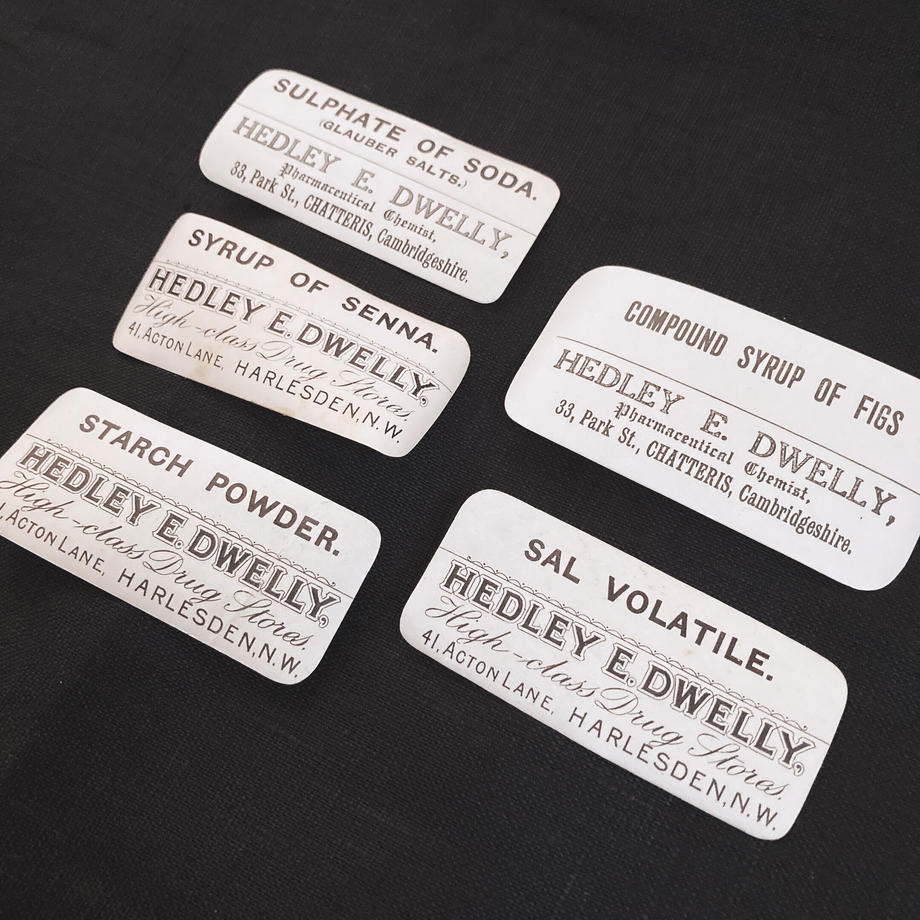 SULPHATE OF SODA.
(GLAUBER SALTS.)
HEDLEY E. DWELLY,
Pharmaceutical Chemist,
33, Park St., CHATTERIS, Cambridgeshire.
SYRUP OF SENNA.
HEDLEY E. DWELLY,
High-class Drug Stores.
41, ACTON LANE, HARLESDEN, N.W.
COMPOUND SYRUP OF FIGS
HEDLEY E. DWELLY,
Pharmaceutical Chemist,
33, Park St., CHATTERIS, Cambridgeshire.
STARCH POWDER.
HEDLEY E. DWELLY,
High-class Drug Stores.
1, ACTON LANE, HARLESDEN, N.W.
SAL VOLATILE.
HEDLEY E. DWELLY,
High-class Drug Stores.
41, ACTON LANE, HARLESDEN, N.W.